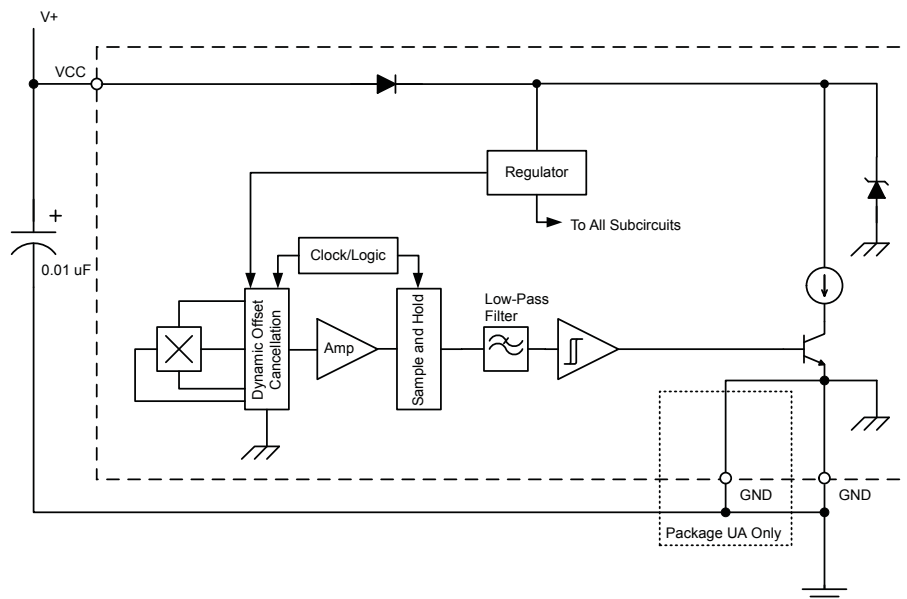 V+
VCC
Regulator
To All Subcircuits
+
0.01 uF
Clock/Logic
Dynamic Offset
Cancellation
Amp
Sample and Hold
Low-Pass
Filter
GND
GND
Package UA Only